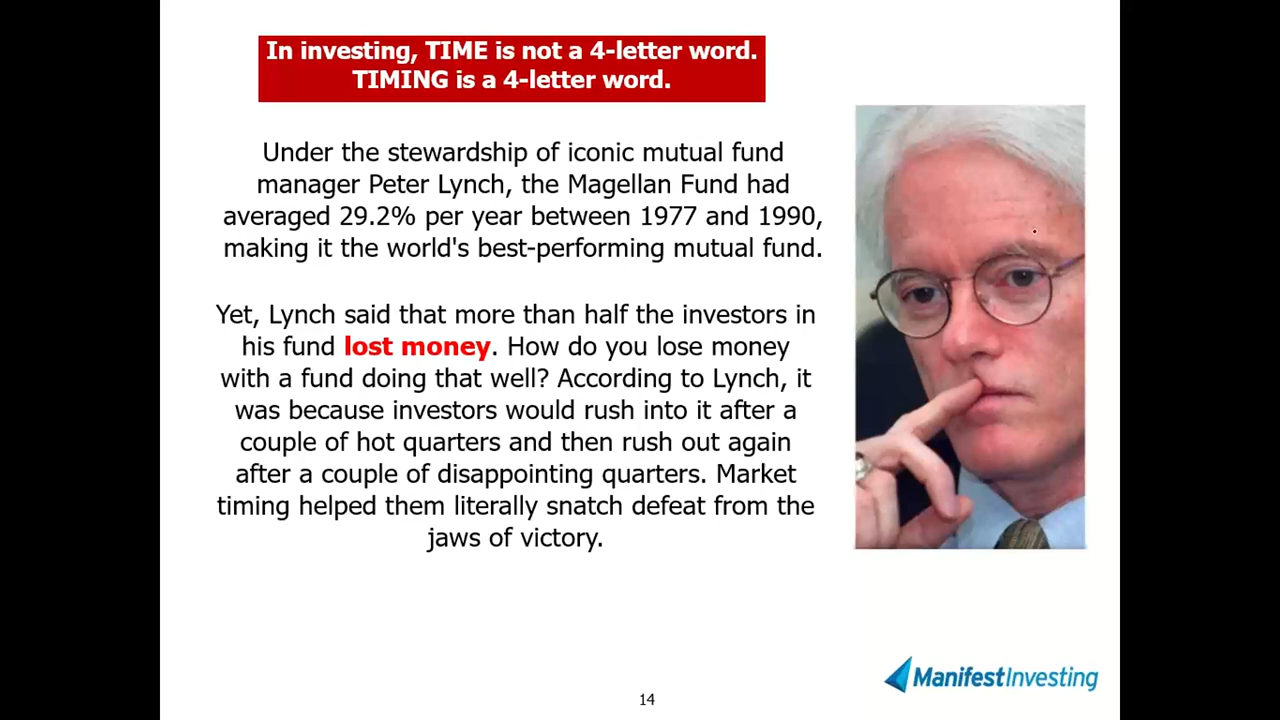 In investing, TIME is not a 4-letter word.
TIMING is a 4-letter word.
Under the stewardship of iconic mutual fund
manager Peter Lynch, the Magellan Fund had
averaged 29.2% per year between 1977 and 1990,
making it the world's best-performing mutual fund.
Yet, Lynch said that more than half the investors in
his fund lost money. How do you lose money
with a fund doing that well? According to Lynch, it
was because investors would rush into it after a
couple of hot quarters and then rush out again
after a couple of disappointing quarters. Market
timing helped them literally snatch defeat from the
jaws of victory.
ManifestInvesting
14